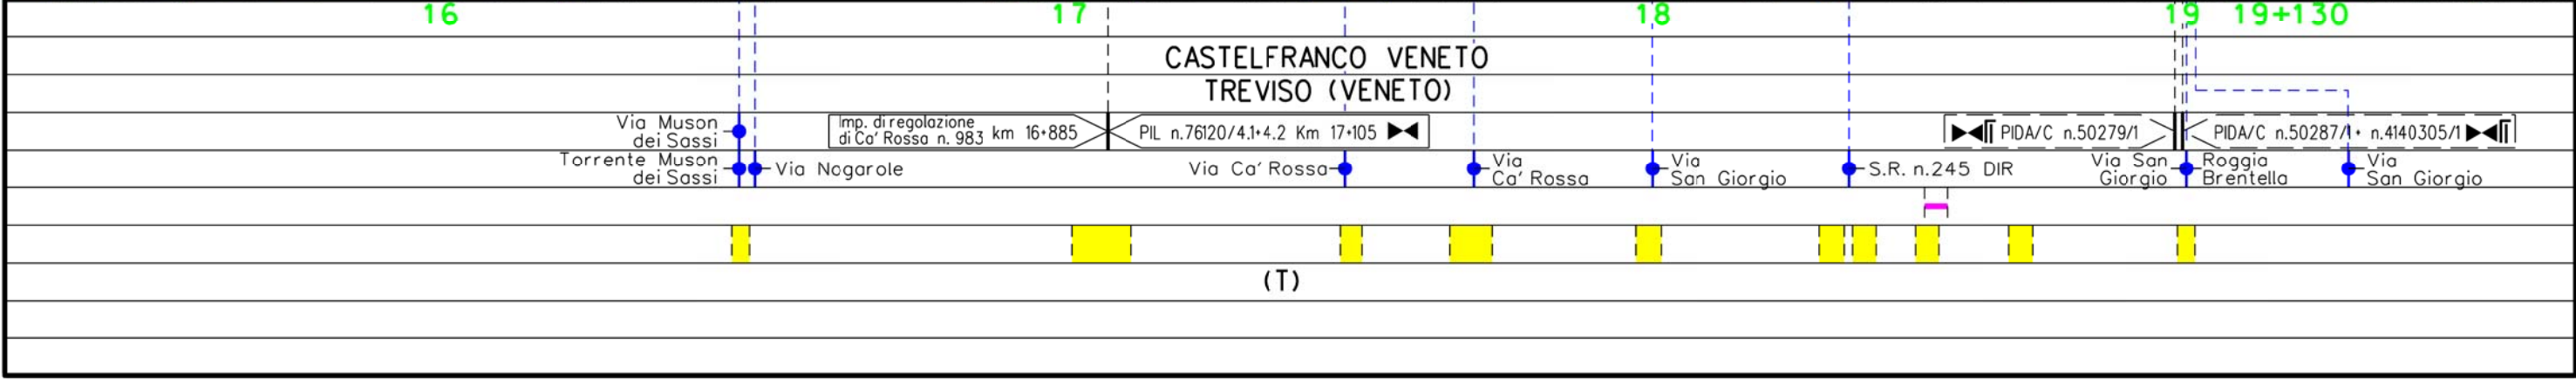 16 17 18 19 19+130
CASTELFRANCO VENETO
TREVISO (VENETO)
Via Muson
dei Sassi
Imp. di regolazione
di Ca' Rossa n. 983 km 16+885
PIL n.76120/4.1+4.2 Km 17+105
PIDA/C n.50279/1
PIDA/C n.50287/1 + n.4140305/1
Torrente Muson
dei Sassi
Via Nogarole
Via Ca' Rossa
Via
Ca' Rossa
Via
San Giorgio
S.R. n.245 DIR
Via San
Giorgio
Roggia
Brentella
Via
San Giorgio
(T)